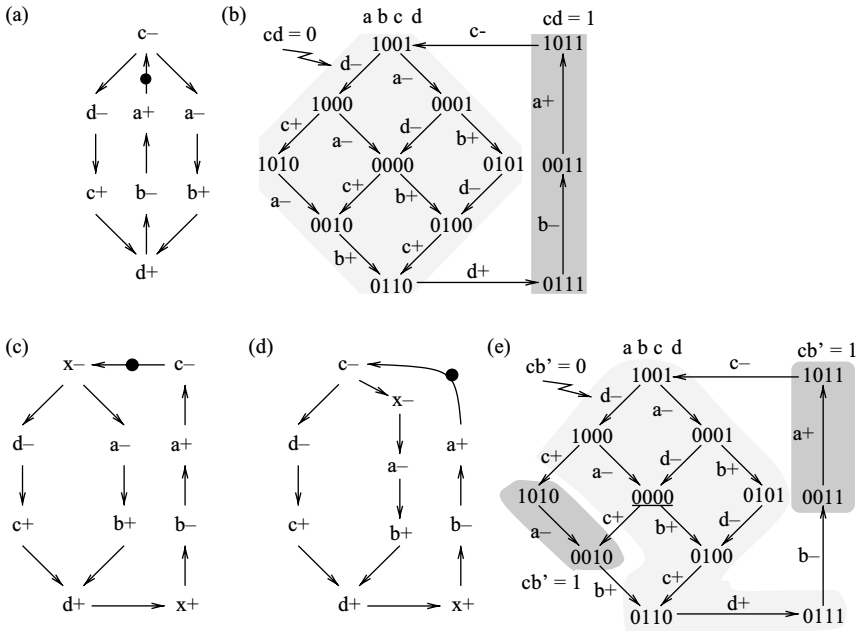 (a)
c−
d− a+ a−
c+ b− b+
d+
(b)
a b c d
cd = 0
cd = 1
1001 c- 1011
d− a−
1000 0001 a+
c+ a− d− b+
1010 0000 0101 0011
a− c+ b+ d−
0010 0100 b−
b+ c+
0110 d+ 0111
(c)
x− c−
d− a− a+
c+ b+ b−
d+ x+
(d)
c−
x−
d− a+
a−
c+ b+ b−
d+ x+
(e)
a b c d
cb’ = 0
cb’ = 1
1001 c− 1011
d− a−
1000 0001 a+
c+ a− d− b+
1010 0000 0101 0011
a− c+ b+ d−
0010 0100 b−
cb’ = 1 b+ c+
0110 d+ 0111